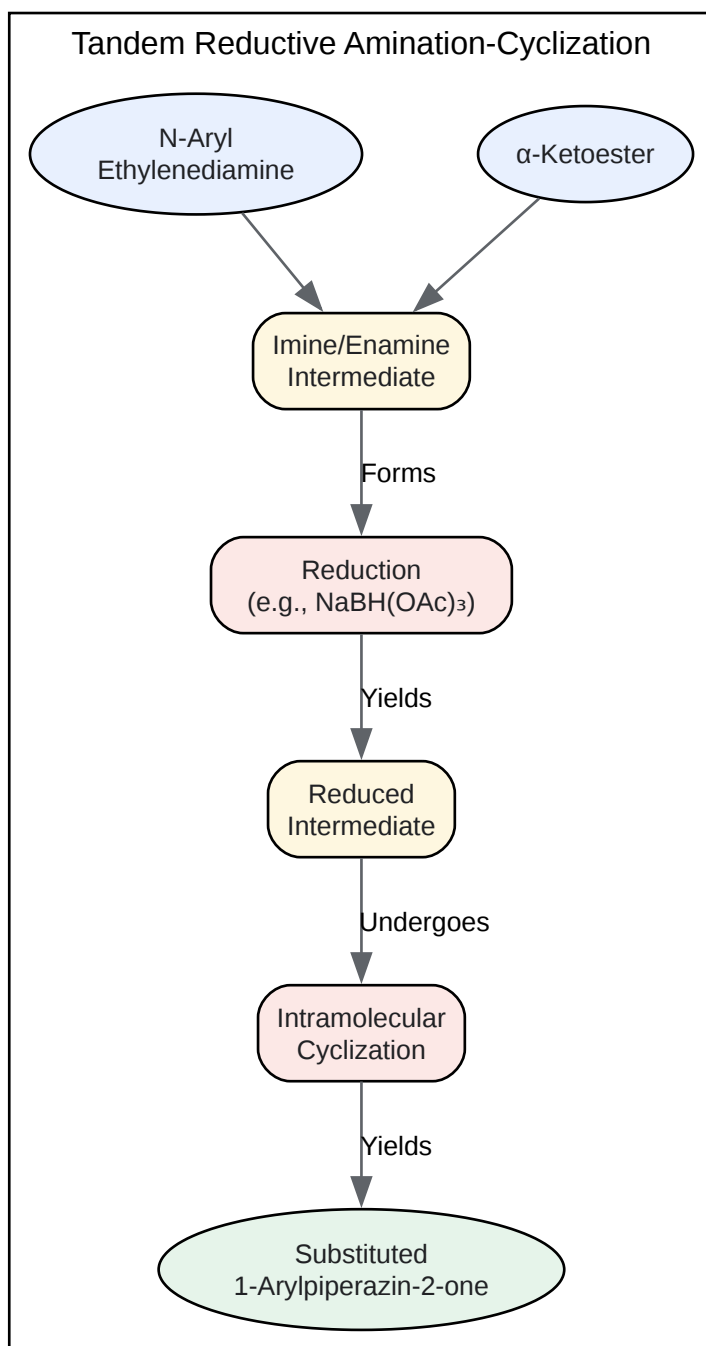 Tandem Reductive Amination-Cyclization
N-Aryl
Ethylenediamine
α-Ketoester
Imine/Enamine
Intermediate
Forms
Reduction
(e.g., NaBH(OAc)₃)
Yields
Reduced
Intermediate
Undergoes
Intramolecular
Cyclization
Yields
Substituted
1-Arylpiperazin-2-one